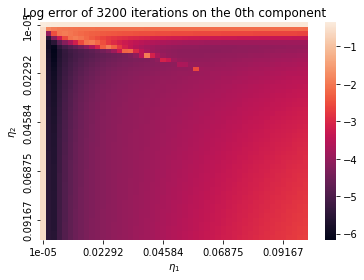 Log error of 3200 iterations on the 0th component
1e-05
0.02292
0.04584
0.06875
0.09167
η2
1e-05 0.02292 0.04584 0.06875 0.09167
η1
−1
−2
−3
−4
−5
−6